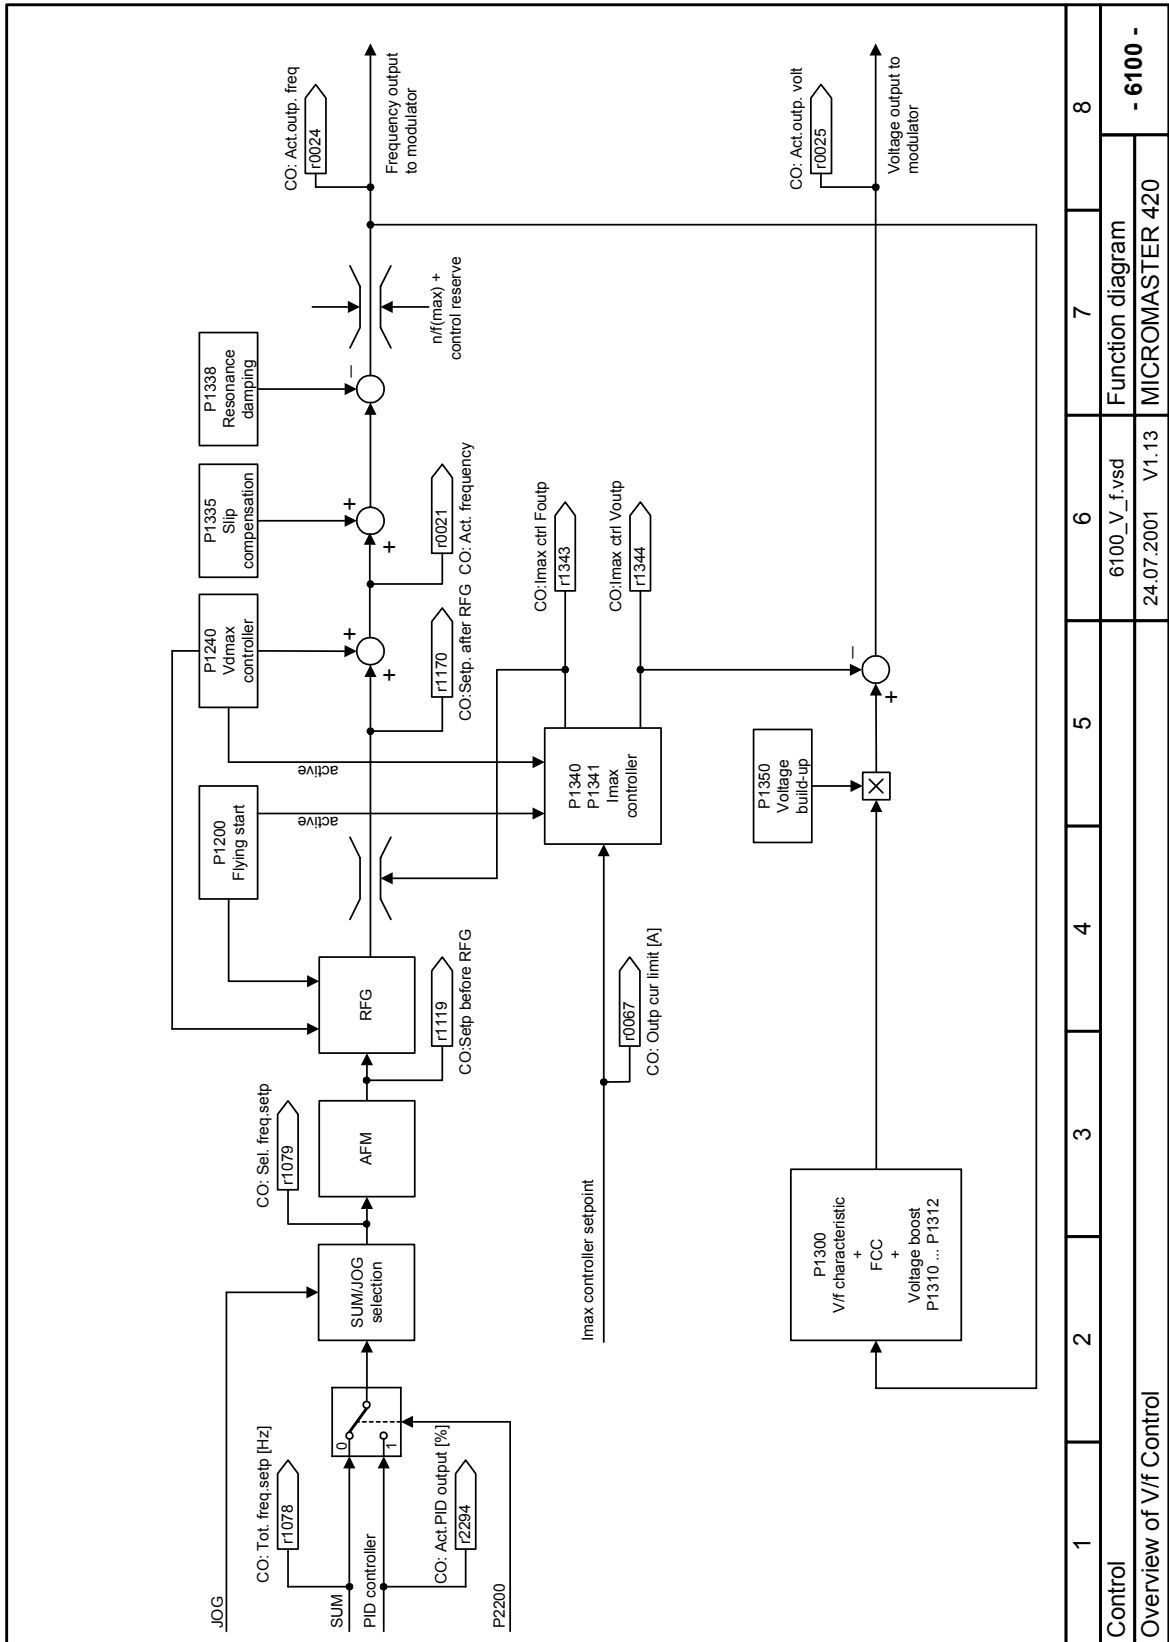 JOG
CO: Tot. freq.setp [Hz]
r1078
SUM
PID controller
CO: Act.PID output [%]
r2294
P2200
0
1
SUM/JOG
selection
CO: Sel. freq.setp
r1079
AFM
r1119
CO:Setp before RFG
RFG
P1200
Flying start
active
P1240
Vdmax
controller
active
+
+
r1170
CO:Setp. after RFG
P1335
Slip
compensation
+
+
r0021
CO: Act. frequency
P1338
Resonance
damping
–
n/f(max) +
control reserve
CO: Act.outp. freq
r0024
Frequency output
to modulator
Imax controller setpoint
r0067
CO: Outp cur limit [A]
P1340
P1341
Imax
controller
CO:Imax ctrl Foutp
r1343
CO:Imax ctrl Voutp
r1344
P1300
V/f characteristic
+
FCC
+
Voltage boost
P1310 ... P1312
P1350
Voltage
build-up
–
+
CO: Act.outp. volt
r0025
Voltage output to
modulator
1
2
3
4
5
6
7
8
Control
6100_V_f.vsd
Function diagram
- 6100 -
Overview of V/f Control
24.07.2001
V1.13
MICROMASTER 420